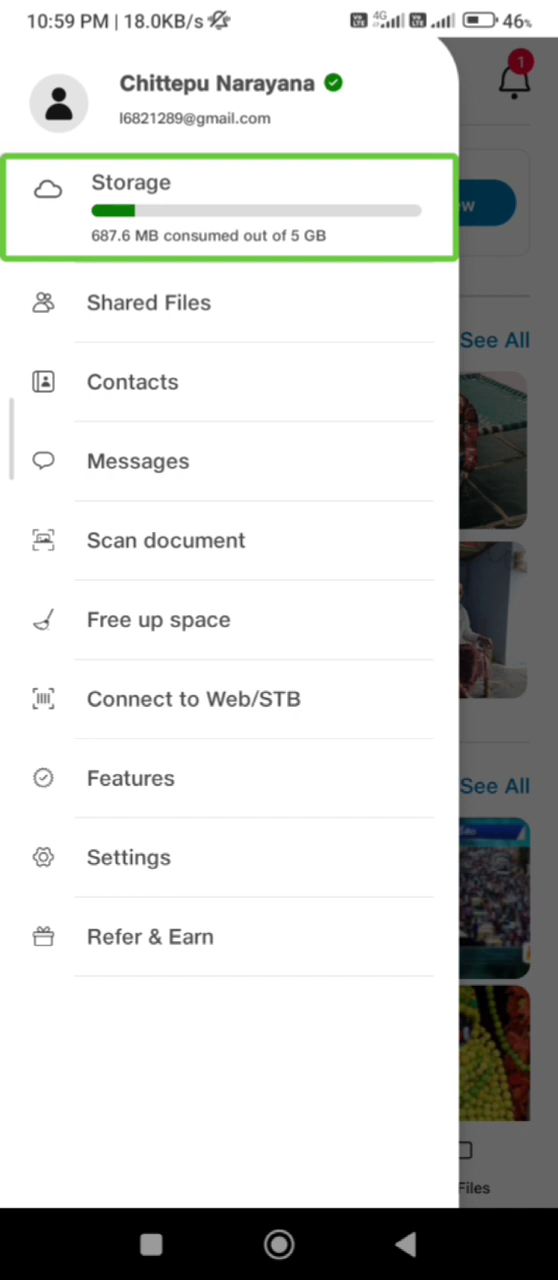 10:59 PM | 18.0KB/s
4G
46%
1
Chittepu Narayana
l6821289@gmail.com
Storage
687.6 MB consumed out of 5 GB
Shared Files
See All
Contacts
Messages
Scan document
Free up space
Connect to Web/STB
Features
See All
Settings
Refer & Earn
Files